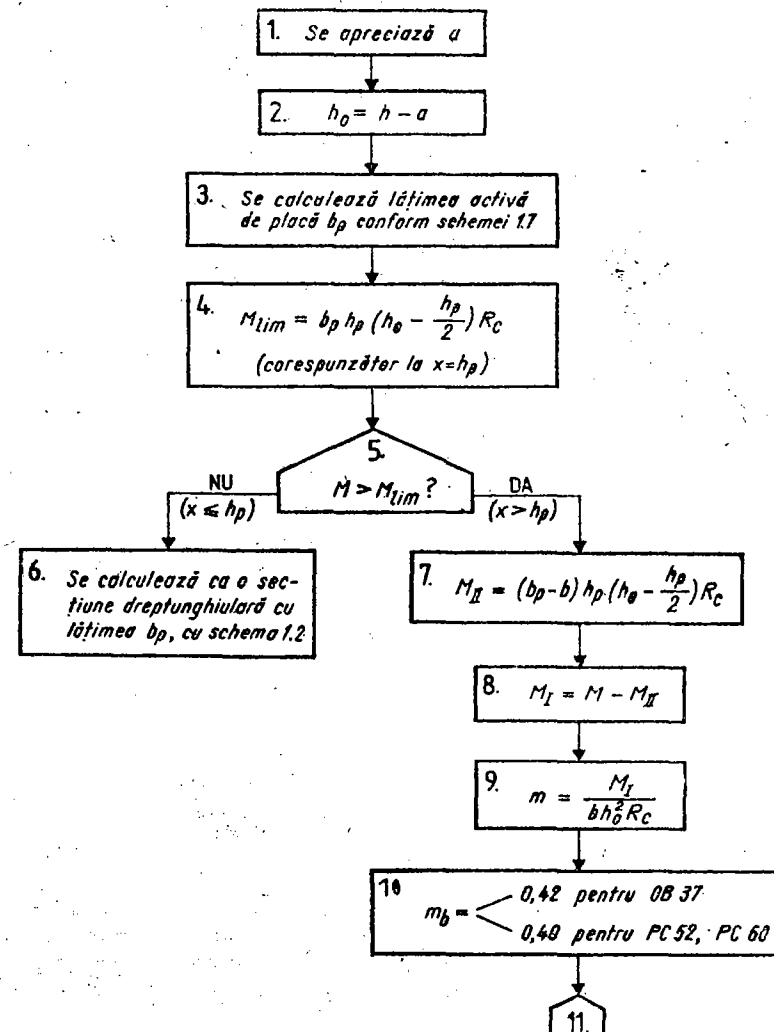 1. Se apreciază a
2. h₀ = h – a
3. Se calculează lățimea activă
de placă bₚ conform schemei 1.7
4. M_lim = bₚ hₚ (h₀ – hₚ/2) R_c
(corespunzător la x=hₚ)
5.
M > M_lim ?
NU
(x ≤ hₚ)
DA
(x > hₚ)
6. Se calculează ca o sec-
țiune dreptunghiulară cu
lățimea bₚ, cu schema 1.2
7. M_II = (bₚ-b) hₚ (h₀ – hₚ/2) R_c
8. M_I = M – M_II
9. m = M_I / (b h₀² R_c)
10
m_b =
0,42 pentru OB 37
0,40 pentru PC 52, PC 60
11.